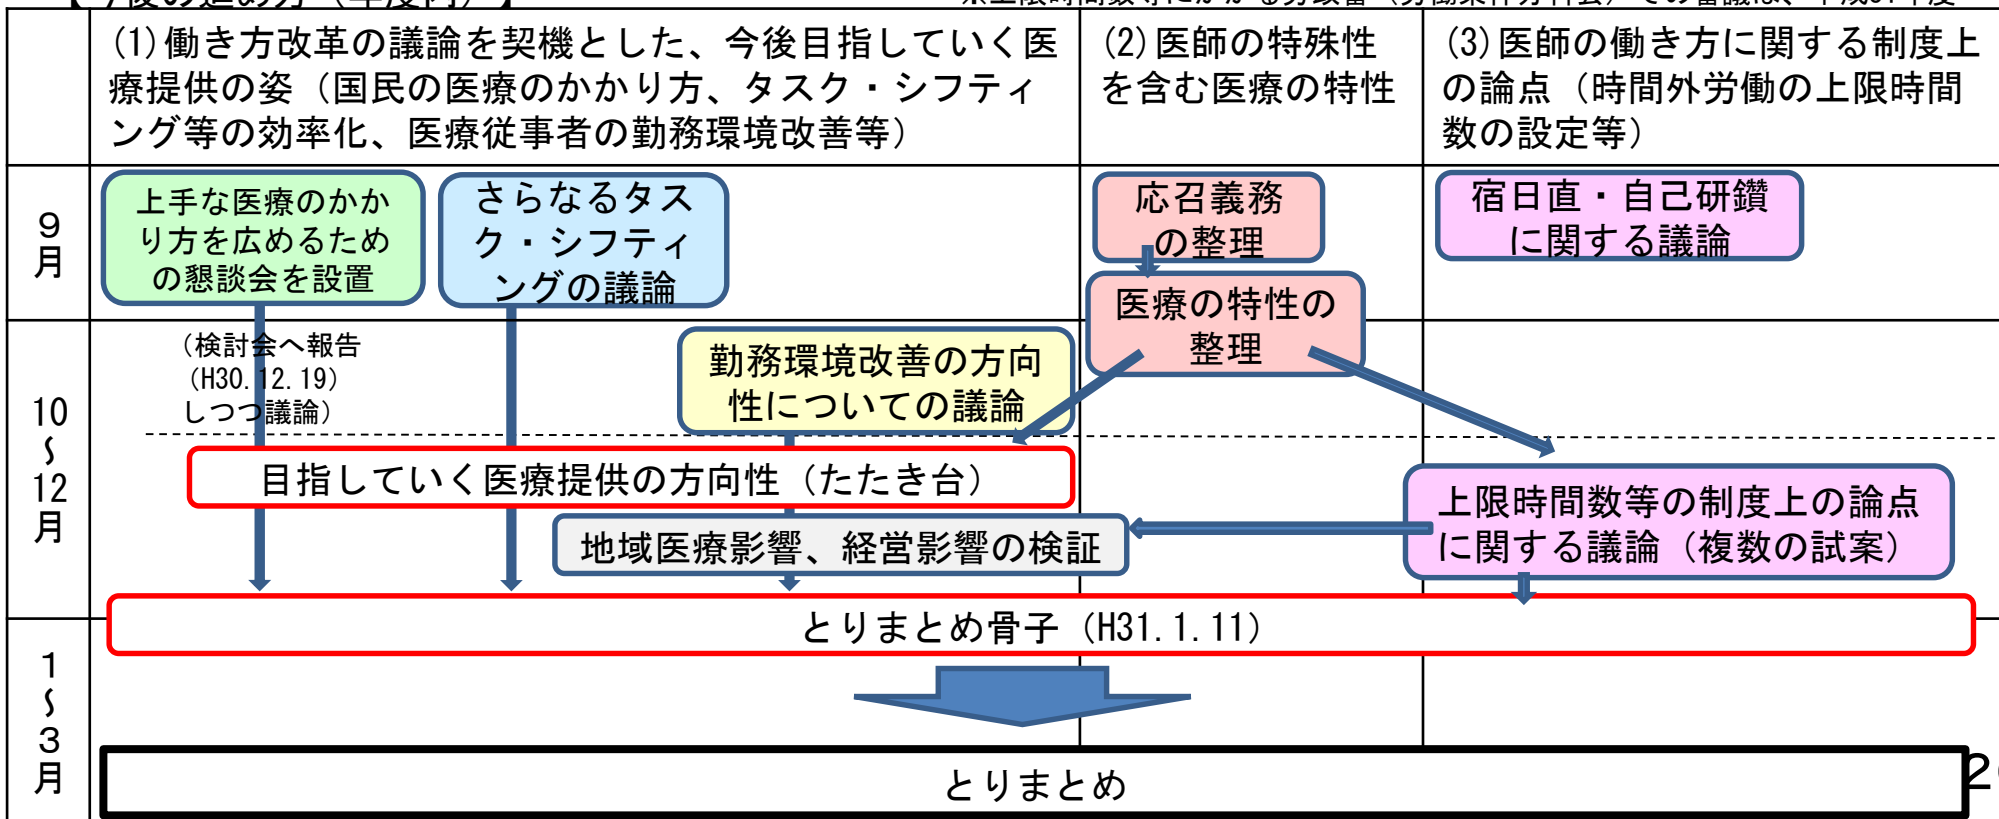 (1)働き方改革の議論を契機とした、今後目指していく医
療提供の姿（国民の医療のかかり方、タスク・シフティ
ング等の効率化、医療従事者の勤務環境改善等）
(2)医師の特殊性
を含む医療の特性
(3)医師の働き方に関する制度上
の論点（時間外労働の上限時間
数の設定等）
９月
上手な医療のかか
り方を広めるため
の懇談会を設置
さらなるタス
ク・シフティ
ングの議論
応召義務
の整理
宿日直・自己研鑽
に関する議論
医療の特性の
整理
10～12月
（検討会へ報告
（H30.12.19）
しつつ議論）
勤務環境改善の方向
性についての議論
目指していく医療提供の方向性（たたき台）
上限時間数等の制度上の論点
に関する議論（複数の試案）
地域医療影響、経営影響の検証
とりまとめ骨子（H31.1.11）
１～３月
とりまとめ